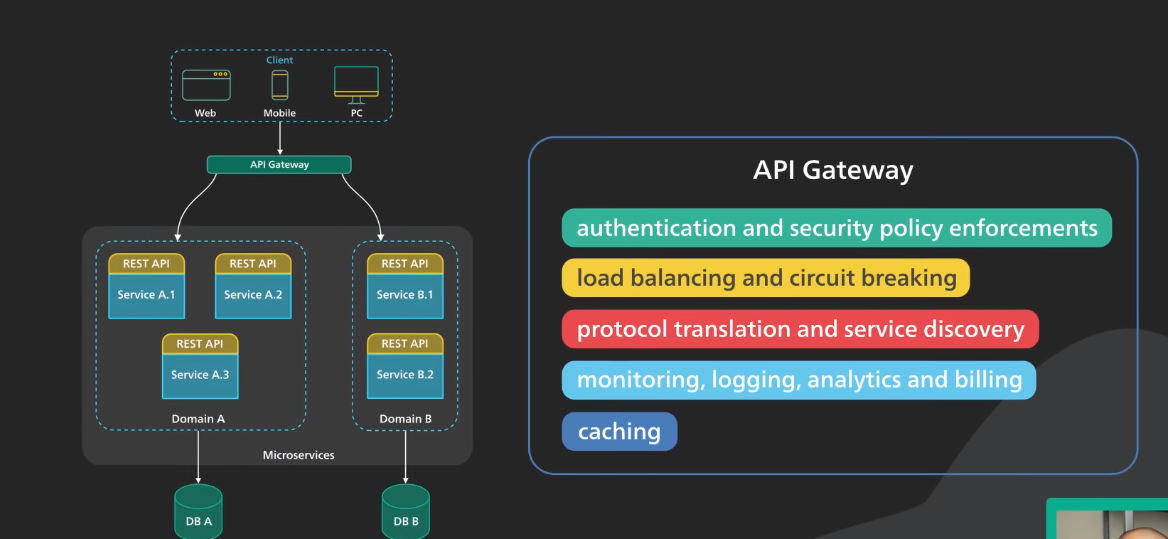 Client
Web
Mobile
PC
API Gateway
REST API
REST API
Service A.1
Service A.2
REST API
Service A.3
Domain A
REST API
Service B.1
REST API
Service B.2
Domain B
Microservices
DB A
DB B
API Gateway
authentication and security policy enforcements
load balancing and circuit breaking
protocol translation and service discovery
monitoring, logging, analytics and billing
caching